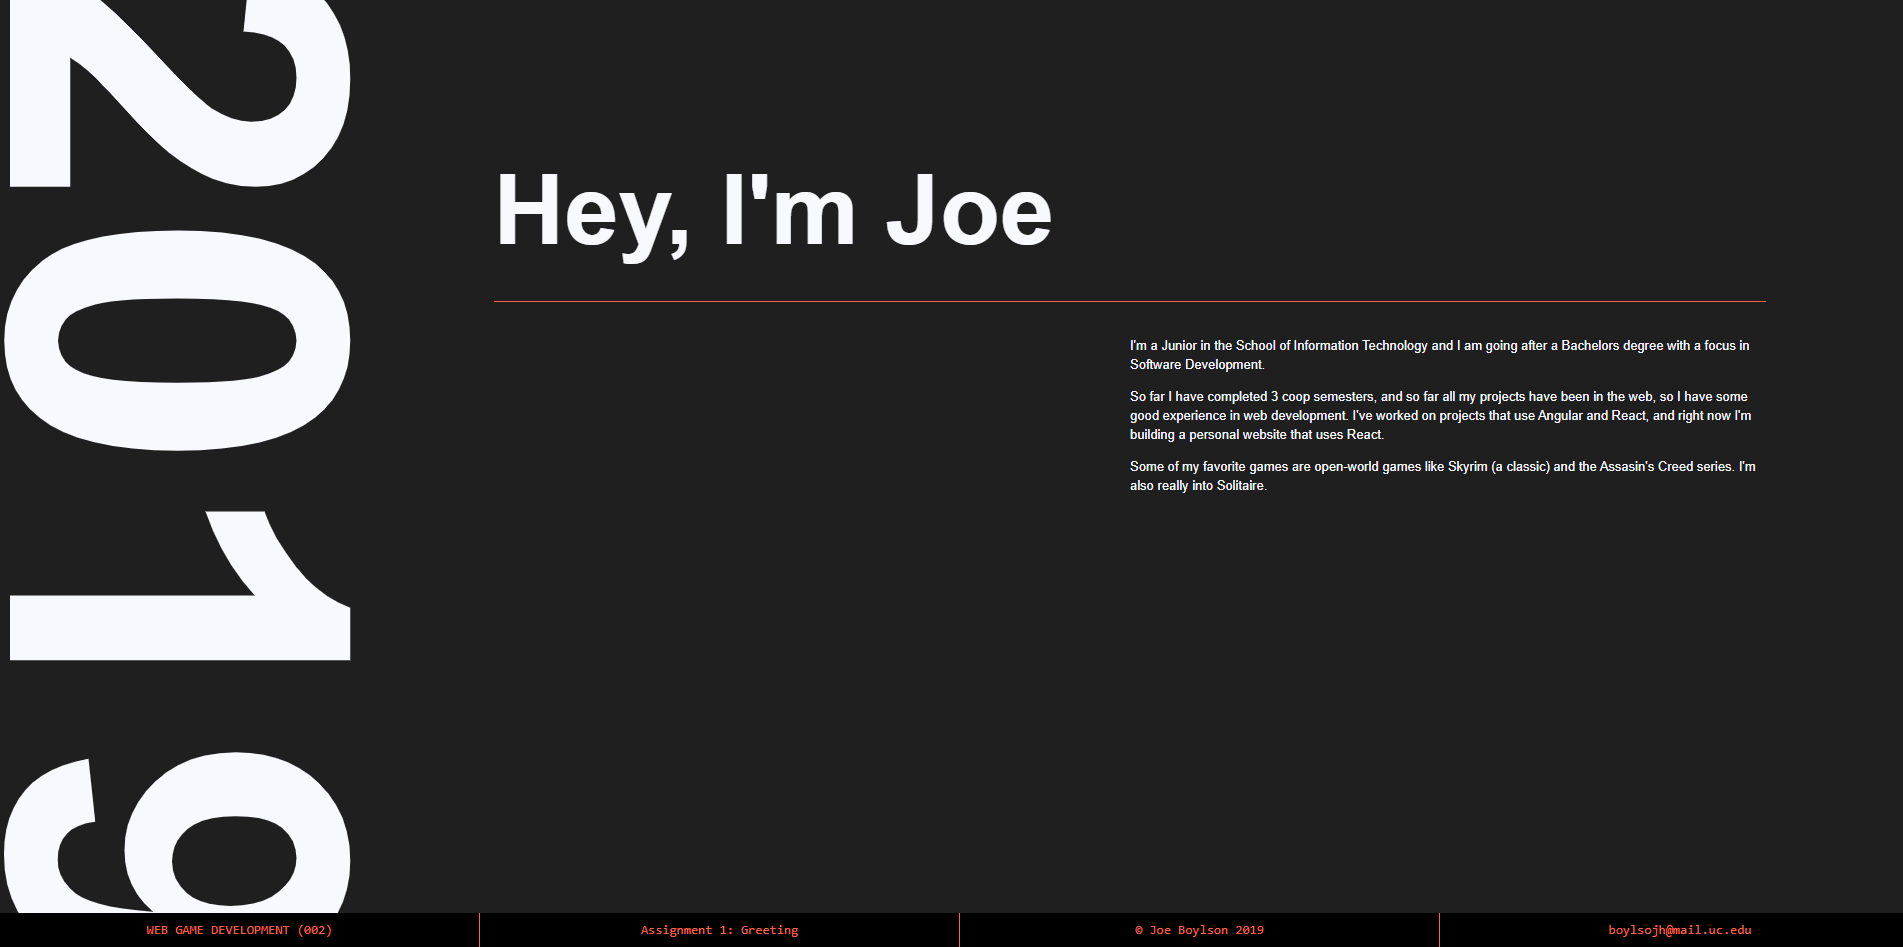 2019
Hey, I'm Joe
I'm a Junior in the School of Information Technology and I am going after a Bachelors degree with a focus in
Software Development.
So far I have completed 3 coop semesters, and so far all my projects have been in the web, so I have some
good experience in web development. I've worked on projects that use Angular and React, and right now I'm
building a personal website that uses React.
Some of my favorite games are open-world games like Skyrim (a classic) and the Assasin's Creed series. I'm
also really into Solitaire.
WEB GAME DEVELOPMENT (002)
Assignment 1: Greeting
© Joe Boylson 2019
boylsojh@mail.uc.edu